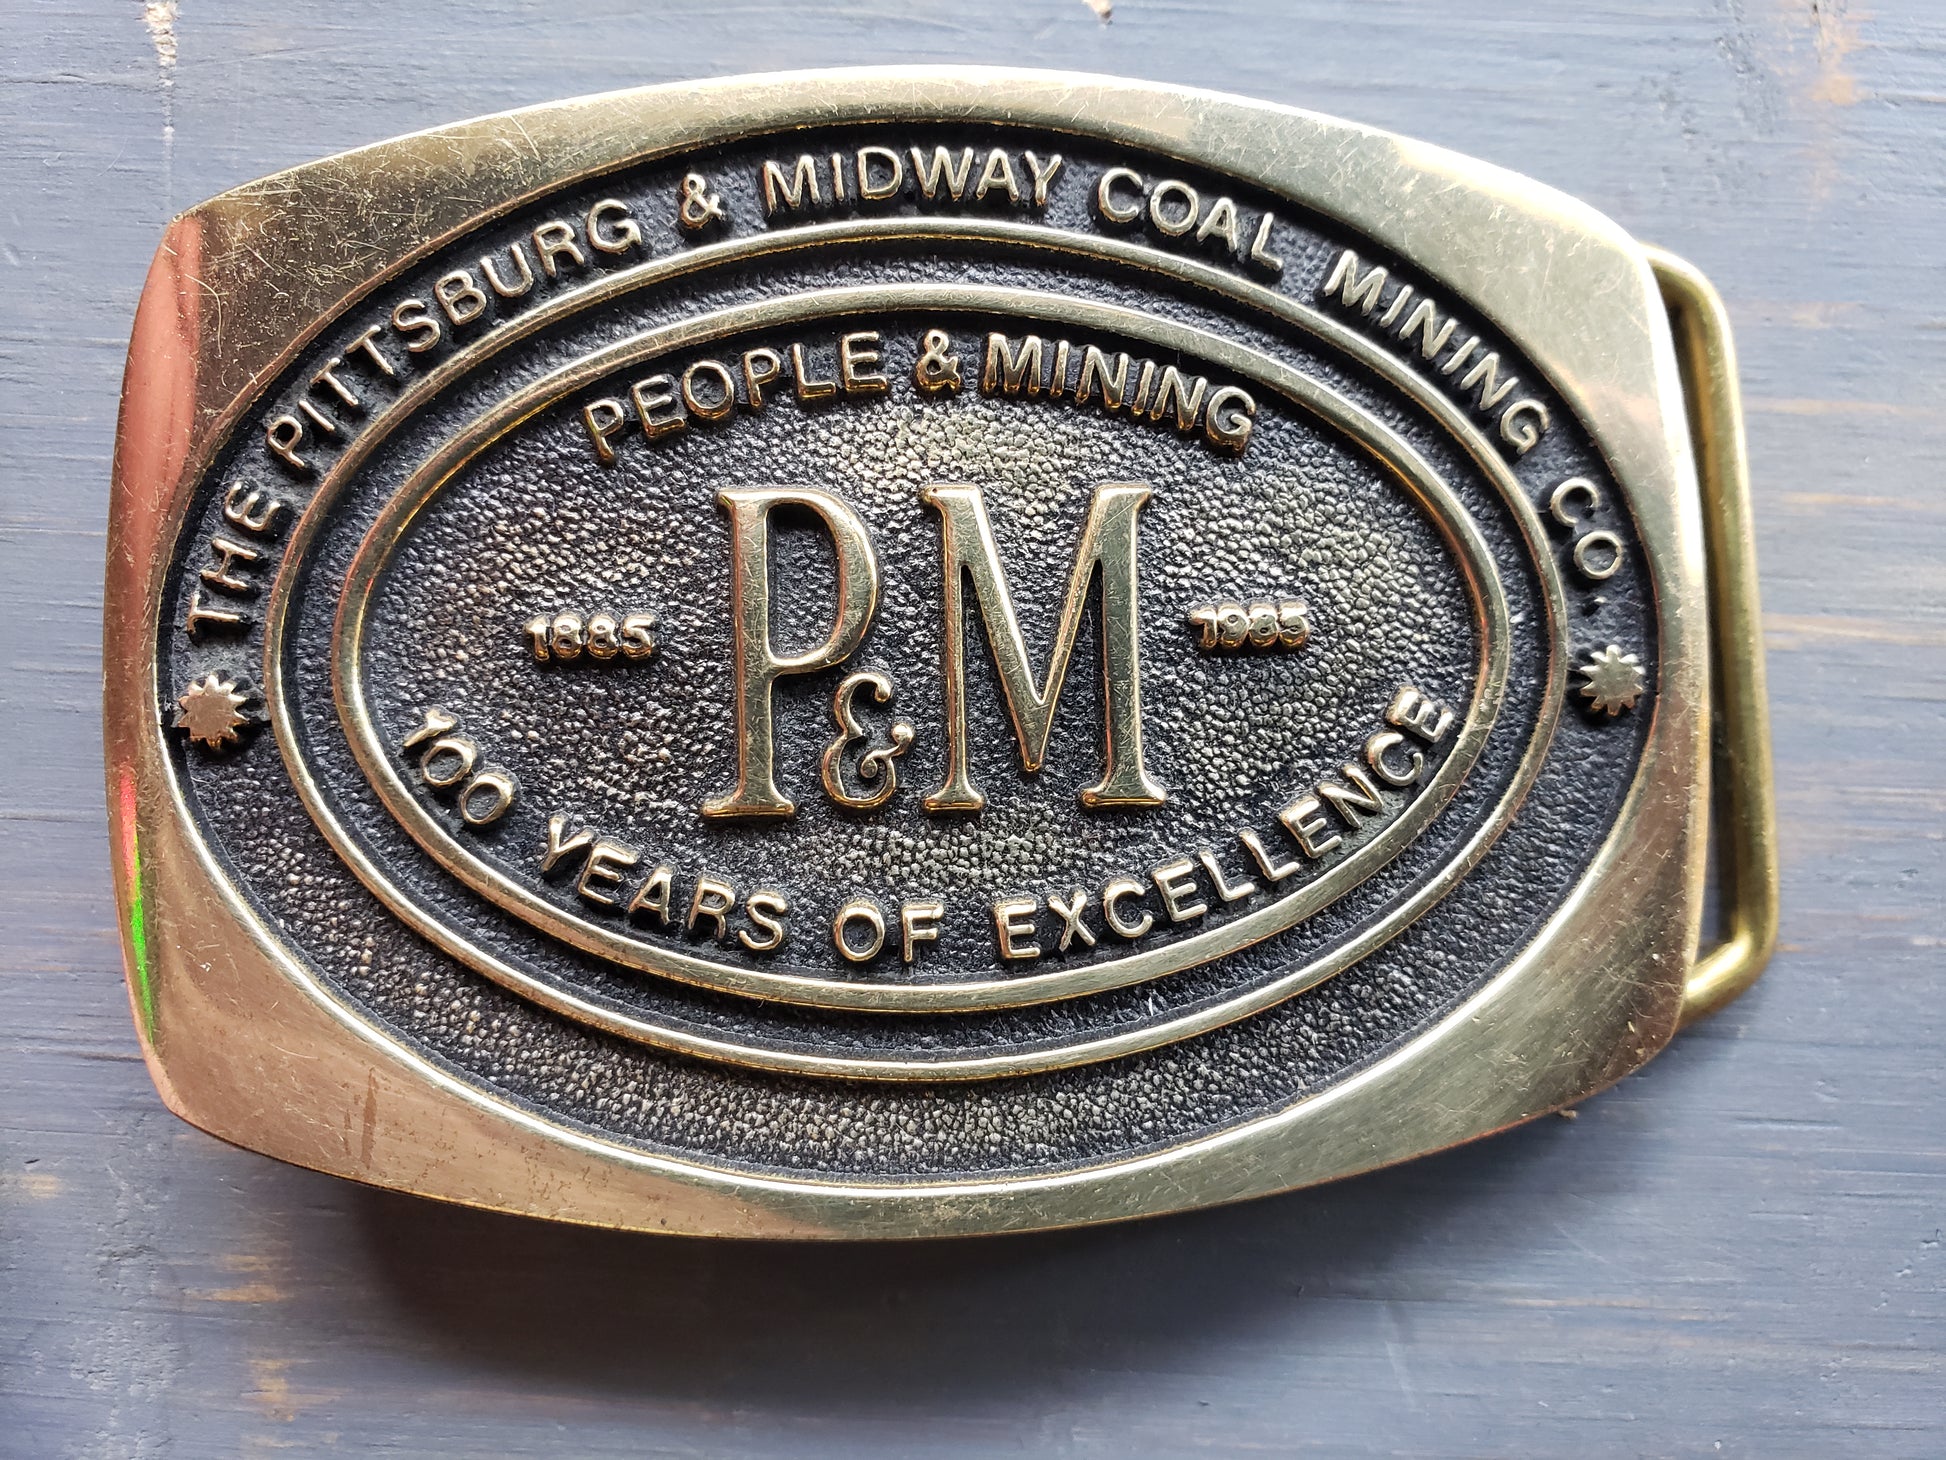 THE PITTSBURG & MIDWAY COAL MINING CO.
PEOPLE & MINING
1885 P&M 1985
100 YEARS OF EXCELLENCE